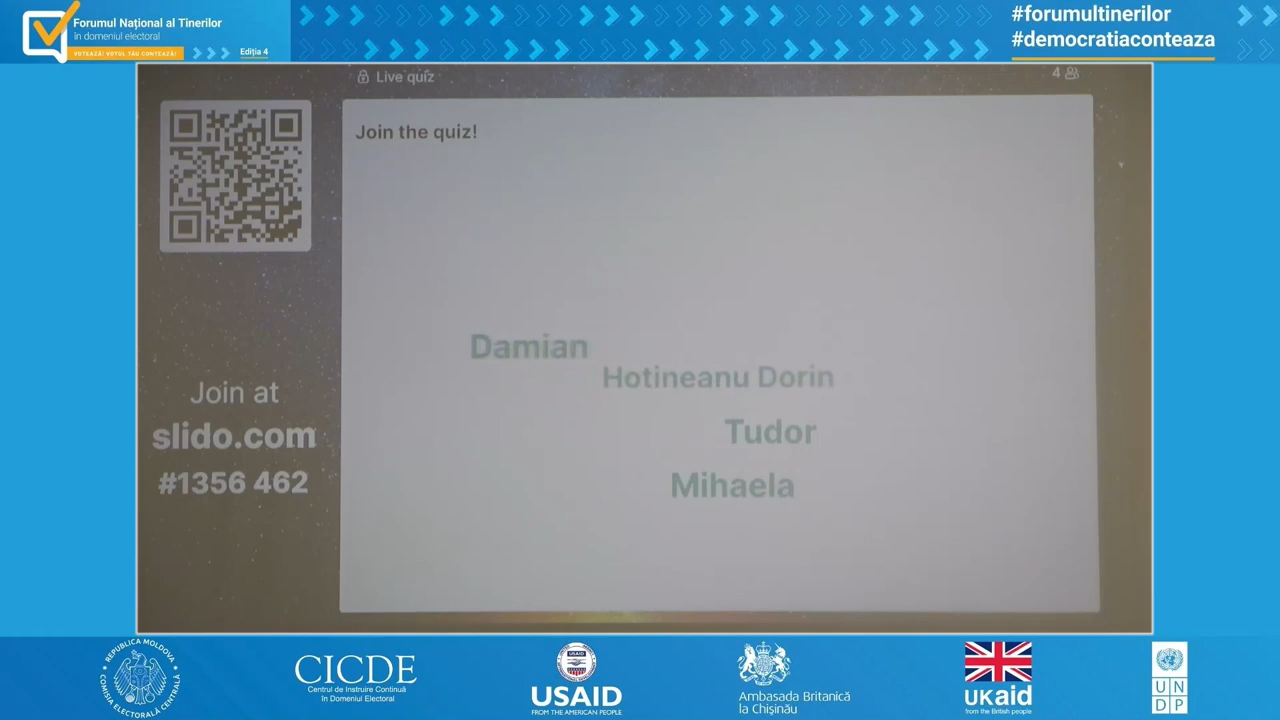 Forumul Național al Tinerilor
în domeniul electoral
VOTEAZĂ! VOTUL TĂU CONTEAZĂ!
Ediția 4
#forumultinerilor
#democratiaconteaza
Live quiz
4
Join the quiz!
Damian
Hotineanu Dorin
Tudor
Mihaela
Join at
slido.com
#1356 462
REPUBLICA MOLDOVA
COMISIA ELECTORALĂ CENTRALĂ
CICDE
Centrul de Instruire Continuă
în Domeniul Electoral
USAID
USAID
FROM THE AMERICAN PEOPLE
Ambasada Britanică
la Chișinău
UKaid
from the British people
U N
D P